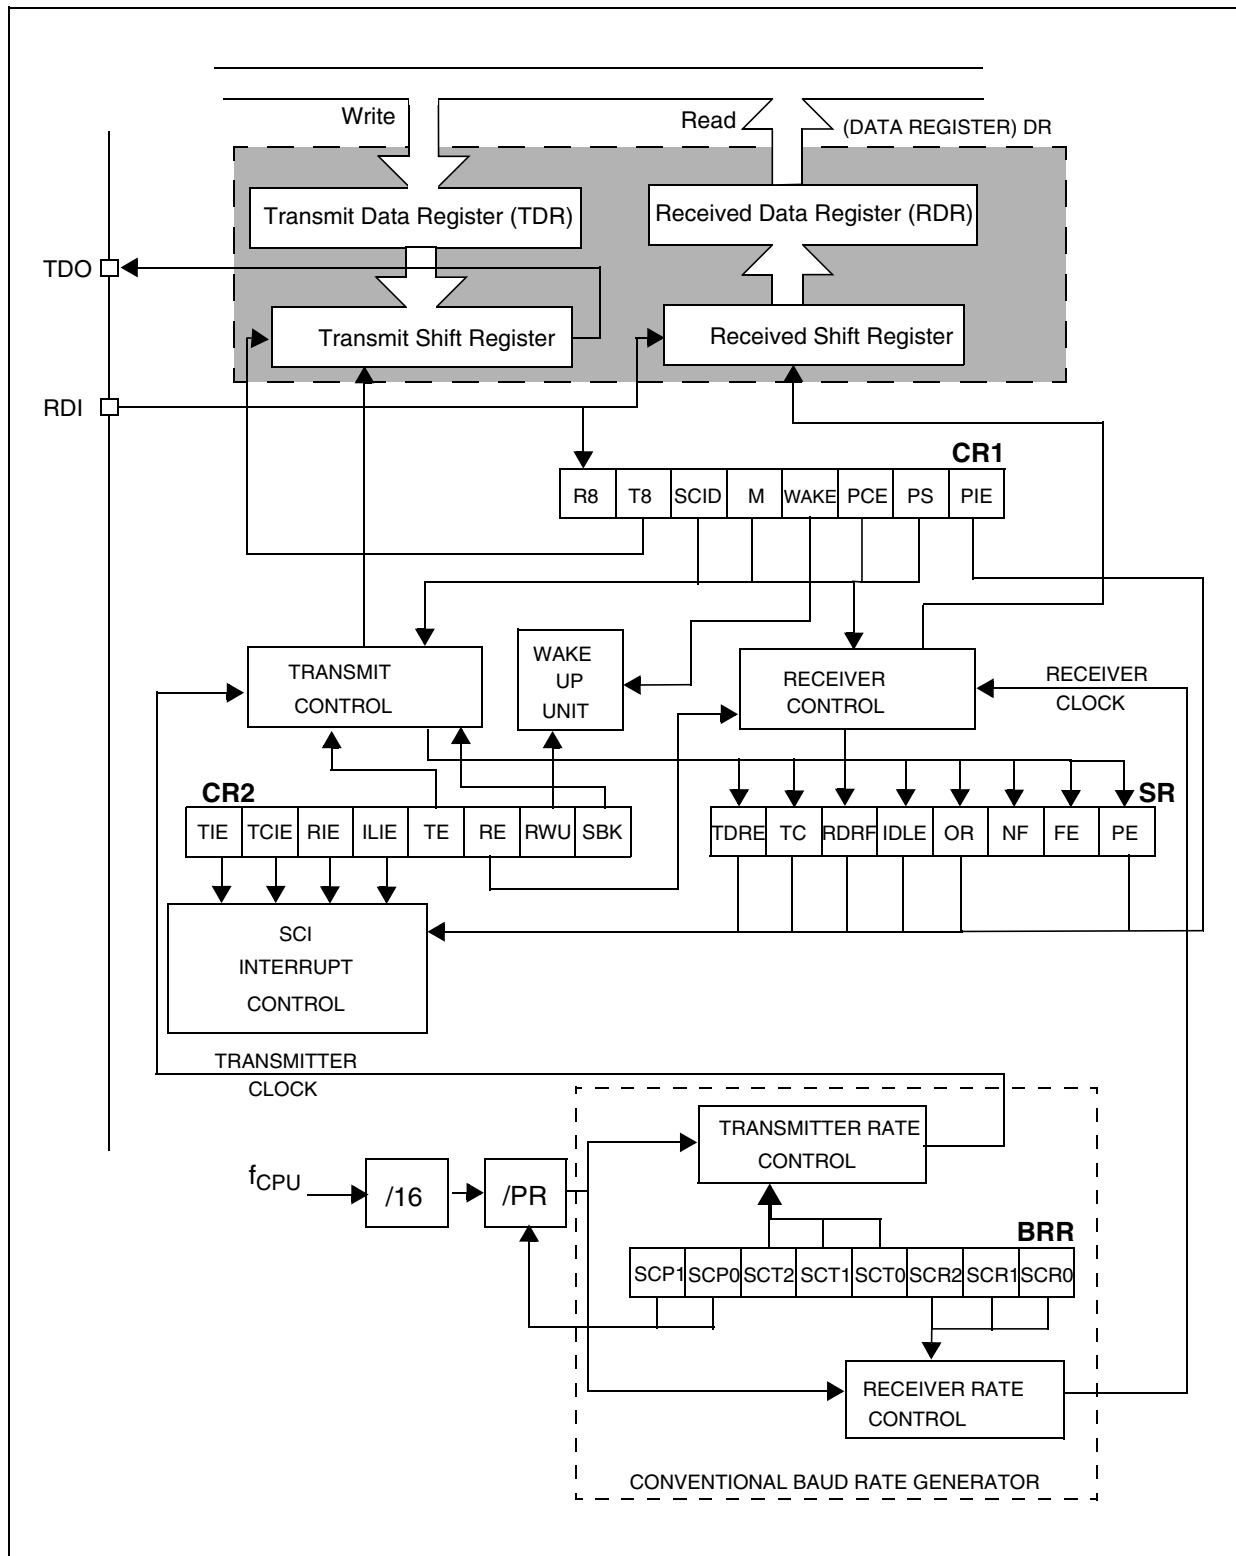 Write
Read
(DATA REGISTER) DR
Transmit Data Register (TDR)
Received Data Register (RDR)
TDO
Transmit Shift Register
Received Shift Register
RDI
CR1
R8 T8 SCID M WAKE PCE PS PIE
TRANSMIT
CONTROL
WAKE
UP
UNIT
RECEIVER
CONTROL
RECEIVER
CLOCK
CR2
TIE TCIE RIE ILIE TE RE RWU SBK
SR
TDRE TC RDRF IDLE OR NF FE PE
SCI
INTERRUPT
CONTROL
TRANSMITTER
CLOCK
TRANSMITTER RATE
CONTROL
fCPU
/16
/PR
BRR
SCP1 SCP0 SCT2 SCT1 SCT0 SCR2 SCR1 SCR0
RECEIVER RATE
CONTROL
CONVENTIONAL BAUD RATE GENERATOR